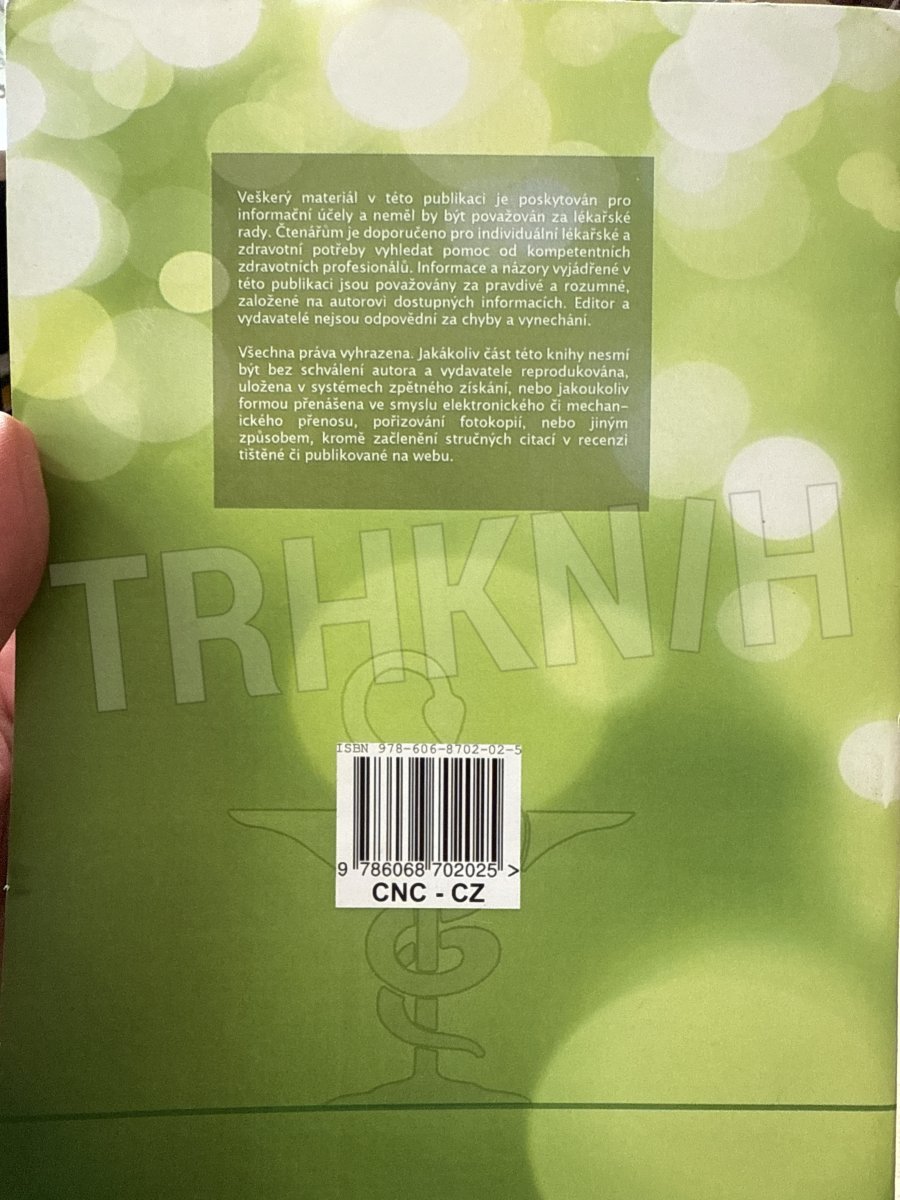 Veškerý materiál v této publikaci je poskytován pro
informační účely a neměl by být považován za lékařské
rady. Čtenářům je doporučeno pro individuální lékařské a
zdravotní potřeby vyhledat pomoc od kompetentních
zdravotních profesionálů. Informace a názory vyjádřené v
této publikaci jsou považovány za pravdivé a rozumné,
založené na autorovi dostupných informacích. Editor a
vydavatelé nejsou odpovědní za chyby a vynechání.
Všechna práva vyhrazena. Jakákoliv část této knihy nesmí
být bez schválení autora a vydavatele reprodukována,
uložena v systémech zpětného získání, nebo jakoukoliv
formou přenášena ve smyslu elektronického či mechan-
ického přenosu, pořizování fotokopií, nebo jiným
způsobem, kromě začlenění stručných citací v recenzi
tištěné či publikované na webu.
TRHKNIH
ISBN 978-606-8702-02-5
9 786068 702025 >
CNC - CZ